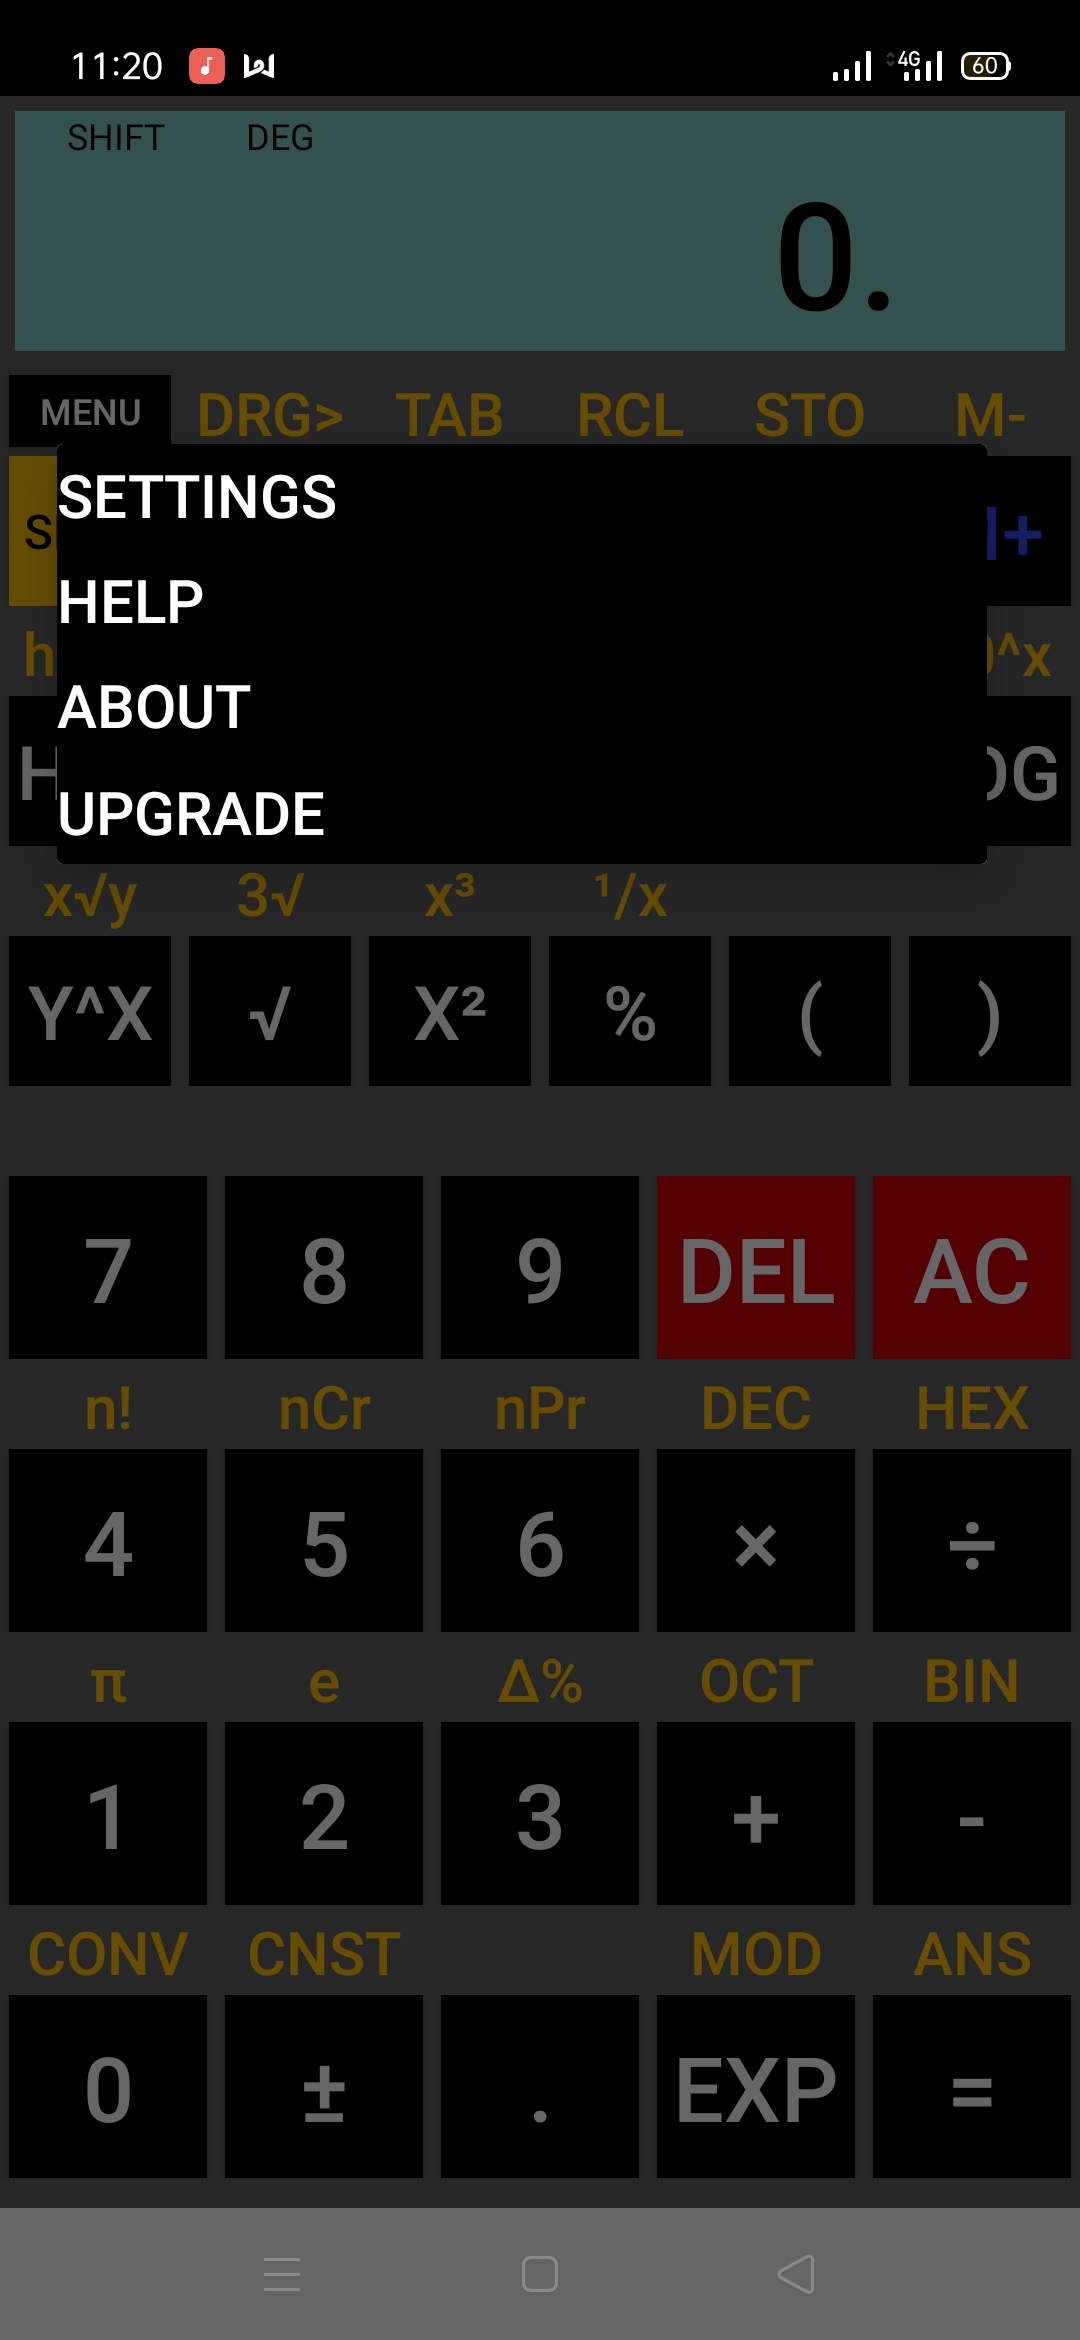 11:20 4G 60
SHIFT DEG
0.
MENU DRG> TAB RCL STO M-
SETTINGS
HELP
ABOUT
UPGRADE
x√y 3√ x³ ¹/x
Y^X √ X² % ( )
7 8 9 DEL AC
n! nCr nPr DEC HEX
4 5 6 × ÷
π e Δ% OCT BIN
1 2 3 + -
CONV CNST MOD ANS
0 ± . EXP =